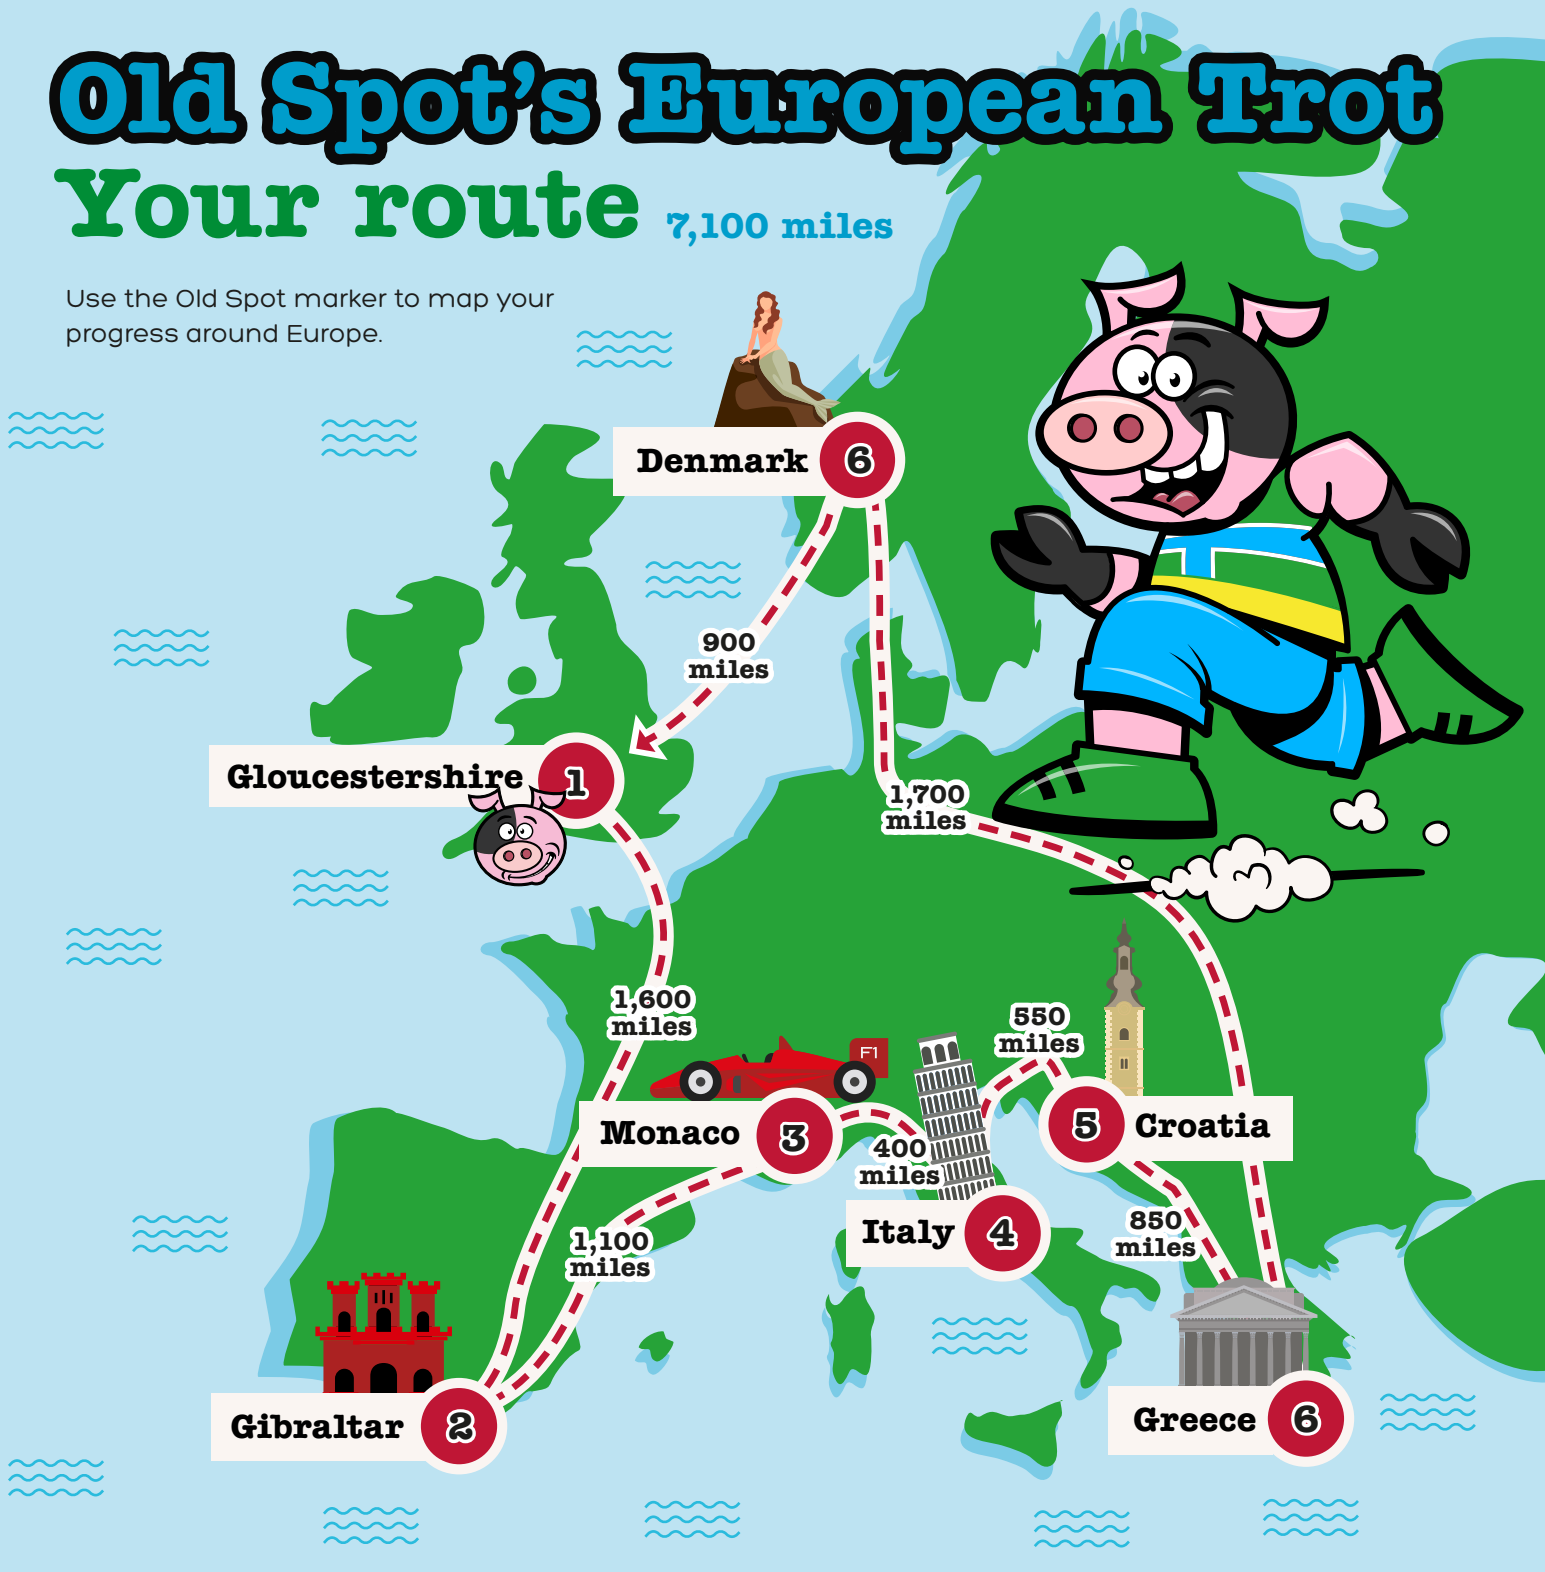 Old Spot's European Trot
Your route 7,100 miles
Use the Old Spot marker to map your
progress around Europe.
Denmark 6
900
miles
Gloucestershire 1
1,700
miles
1,600
miles
550
miles
F1
Monaco 3
5 Croatia
400
miles
Italy 4
850
miles
1,100
miles
Gibraltar 2
Greece 6